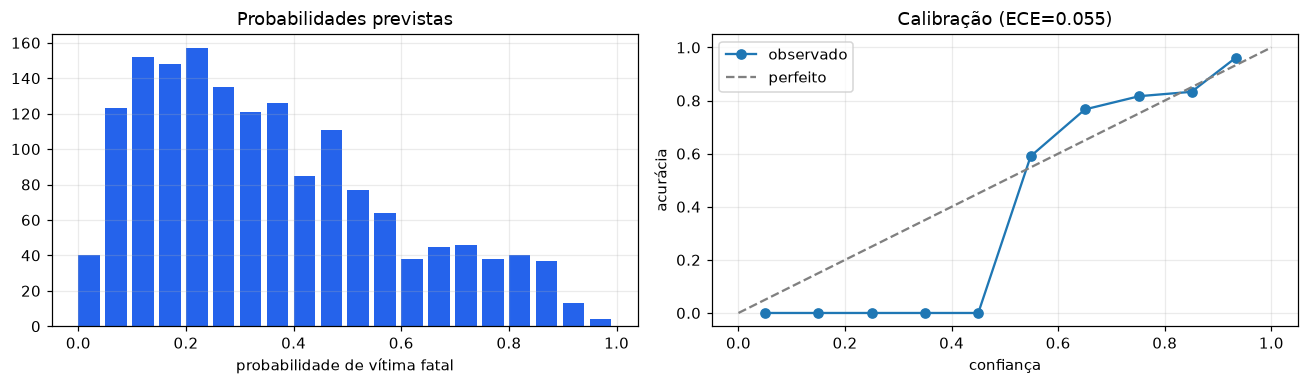 Probabilidades previstas
160
140
120
100
80
60
40
20
0
0.0 0.2 0.4 0.6 0.8 1.0
probabilidade de vítima fatal
Calibração (ECE=0.055)
observado
perfeito
acurácia
1.0
0.8
0.6
0.4
0.2
0.0
0.0 0.2 0.4 0.6 0.8 1.0
confiança